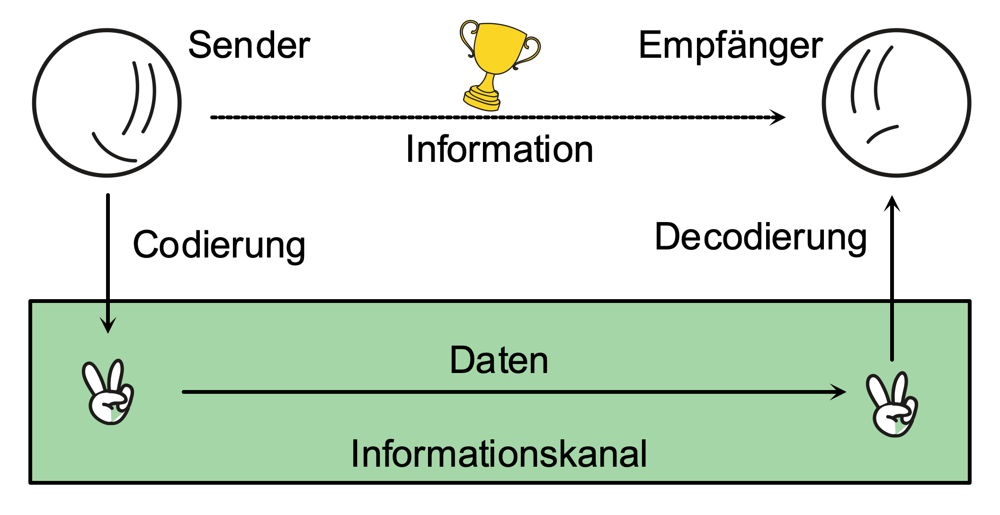 Sender
Empfänger
Information
Codierung
Decodierung
Daten
Informationskanal